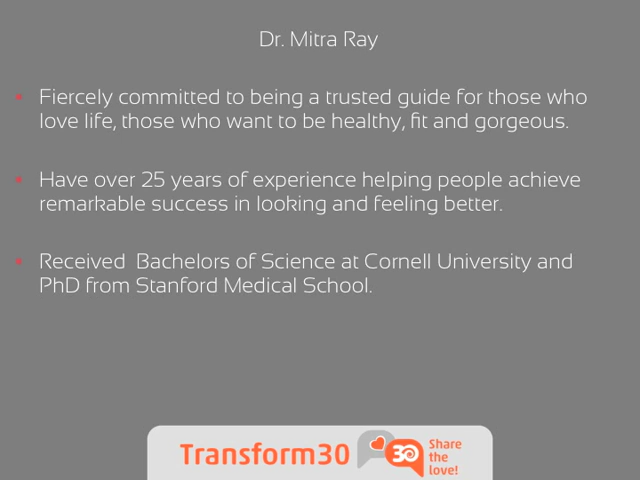 Dr. Mitra Ray
Fiercely committed to being a trusted guide for those who
love life, those who want to be healthy, fit and gorgeous.
Have over 25 years of experience helping people achieve
remarkable success in looking and feeling better.
Received  Bachelors of Science at Cornell University and
PhD from Stanford Medical School.
Transform30
30
Share
the
love!